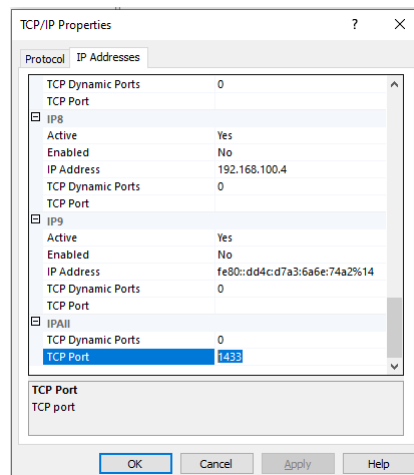 TCP/IP Properties ? ×
Protocol IP Addresses
TCP Dynamic Ports 0
TCP Port
IP8
Active Yes
Enabled No
IP Address 192.168.100.4
TCP Dynamic Ports 0
TCP Port
IP9
Active Yes
Enabled No
IP Address fe80::dd4c:d7a3:6a6e:74a2%14
TCP Dynamic Ports 0
TCP Port
IPAll
TCP Dynamic Ports 0
TCP Port 1433
TCP Port
TCP port
OK Cancel Apply Help